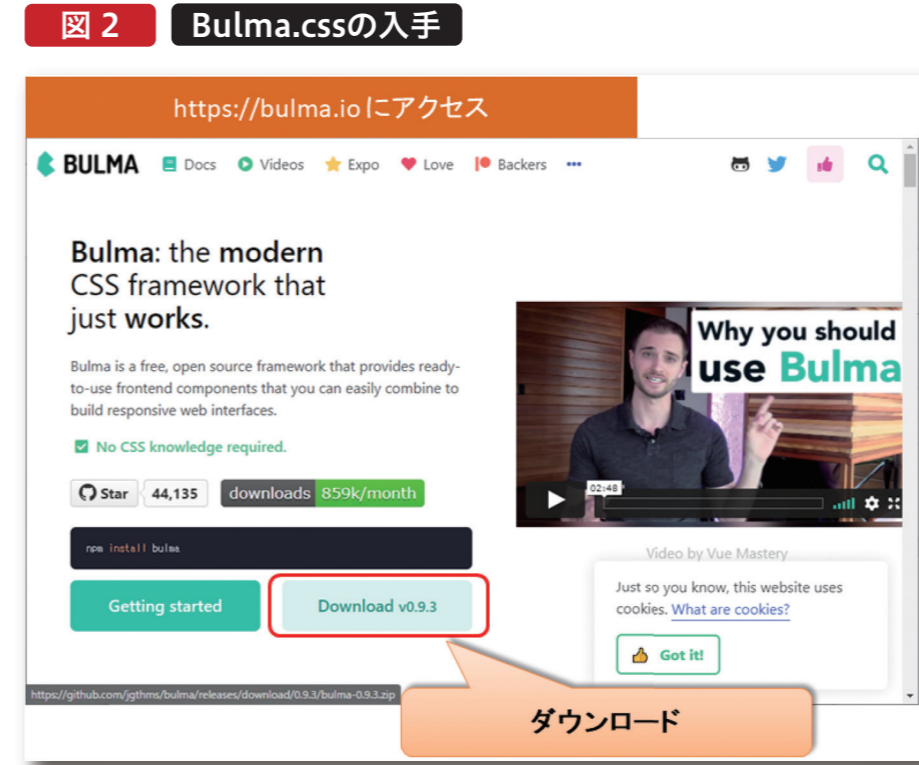 図 2 Bulma.cssの入手
https://bulma.io にアクセス
BULMA Docs Videos Expo Love Backers
Bulma: the modern
CSS framework that
just works.
Bulma is a free, open source framework that provides ready-
to-use frontend components that you can easily combine to
build responsive web interfaces.
No CSS knowledge required.
Star 44,135 downloads 859k/month
npm install bulma
Getting started Download v0.9.3
Why you should
use Bulma
02:48
Video by Vue Mastery
Just so you know, this website uses
cookies. What are cookies?
Got it!
https://github.com/jgthms/bulma/releases/download/0.9.3/bulma-0.9.3.zip
ダウンロード